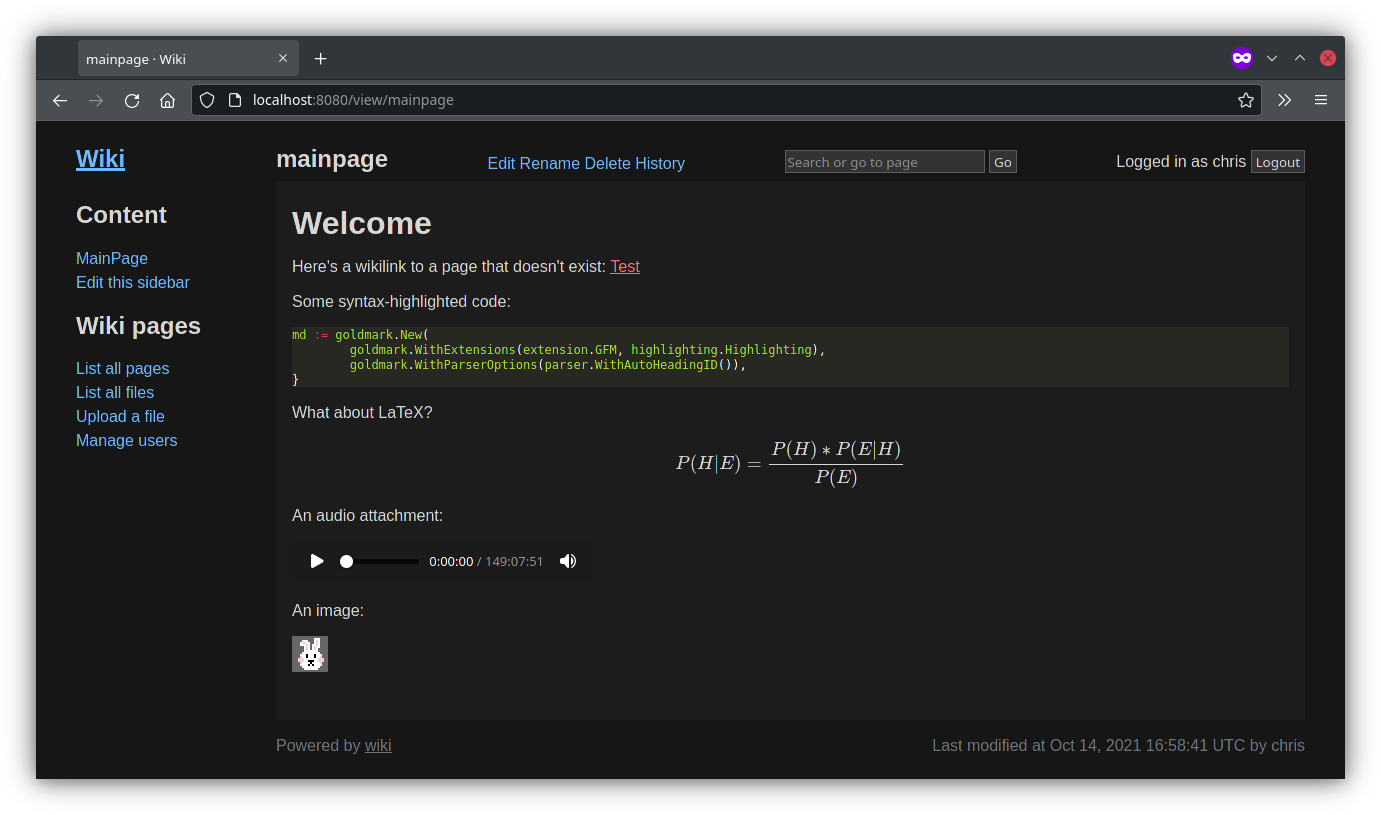 mainpage · Wiki
localhost:8080/view/mainpage
Wiki
mainpage
Edit Rename Delete History
Search or go to page
Go
Logged in as chris
Logout
Content
MainPage
Edit this sidebar
Wiki pages
List all pages
List all files
Upload a file
Manage users
Welcome
Here's a wikilink to a page that doesn't exist: Test
Some syntax-highlighted code:
md := goldmark.New(
        goldmark.WithExtensions(extension.GFM, highlighting.Highlighting),
        goldmark.WithParserOptions(parser.WithAutoHeadingID()),
}
What about LaTeX?
P(H|E) = P(H) * P(E|H) / P(E)
An audio attachment:
0:00:00 / 149:07:51
An image:
Powered by wiki
Last modified at Oct 14, 2021 16:58:41 UTC by chris